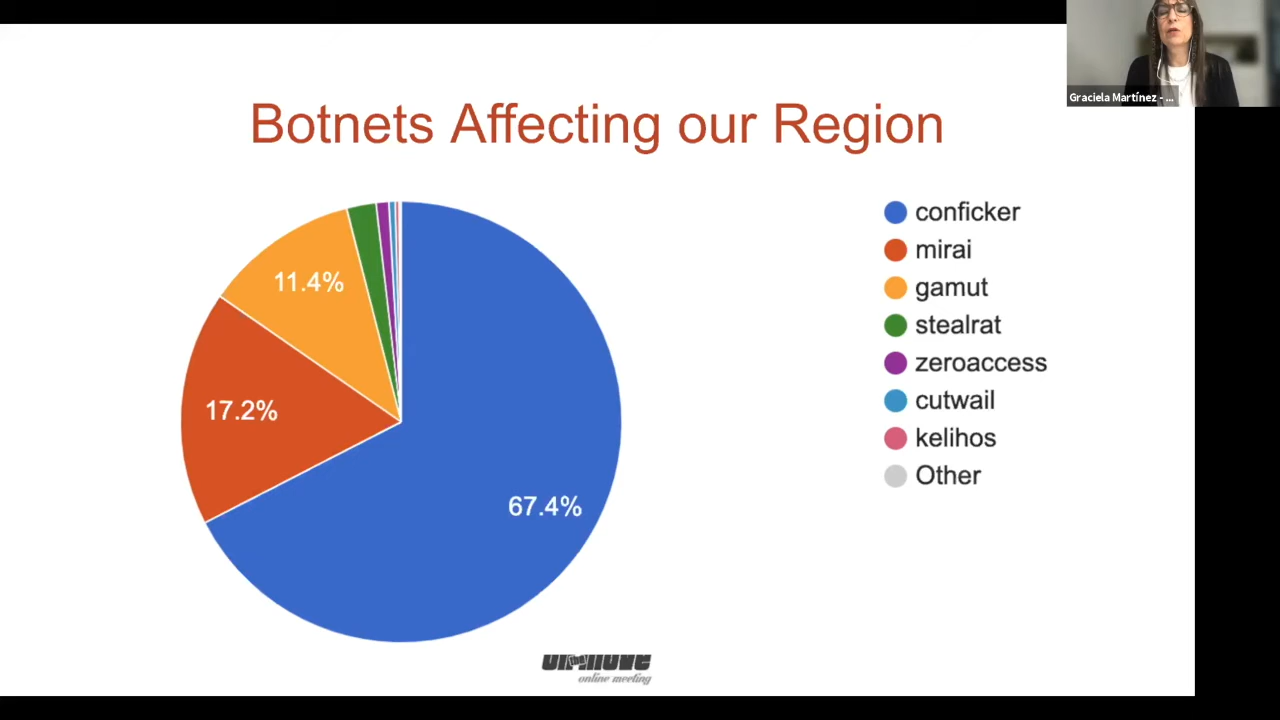 Graciela Martínez - ...
Botnets Affecting our Region
11.4%
17.2%
67.4%
conficker
mirai
gamut
stealrat
zeroaccess
cutwail
kelihos
Other
online meeting